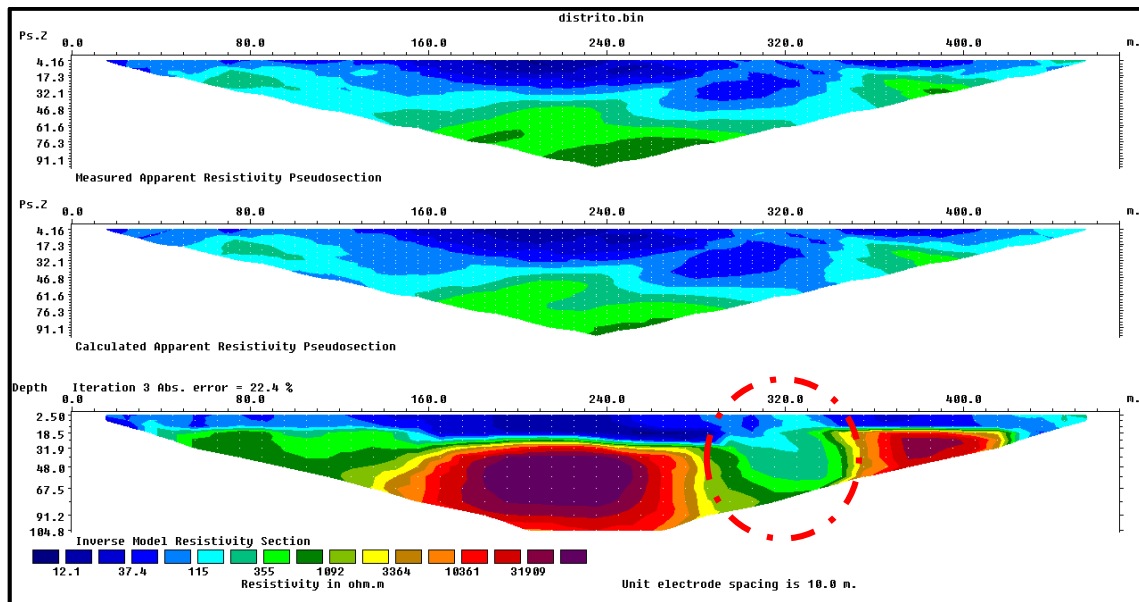 distrito.bin
Ps.Z 0.0 80.0 160.0 240.0 320.0 400.0 m.
4.16
17.3
32.1
46.8
61.6
76.3
91.1
Measured Apparent Resistivity Pseudosection
Ps.Z 0.0 80.0 160.0 240.0 320.0 400.0 m.
4.16
17.3
32.1
46.8
61.6
76.3
91.1
Calculated Apparent Resistivity Pseudosection
Depth Iteration 3 Abs. error = 22.4 %
160.0 240.0 320.0 400.0 m.
2.50
18.5
31.9
48.0
67.5
91.2
104.8
Inverse Model Resistivity Section
12.1 37.4 115 355 1092 3364 10361 31909
Resistivity in ohm.m Unit electrode spacing is 10.0 m.